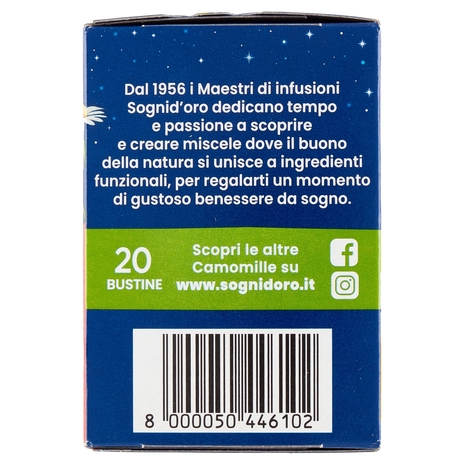 Dal 1956 i Maestri di infusioni
Sognid'oro dedicano tempo
e passione a scoprire
e creare miscele dove il buono
della natura si unisce a ingredienti
funzionali, per regalarti un momento
di gustoso benessere da sogno.
20
BUSTINE
Scopri le altre
Camomille su
www.sognidoro.it
8 000050 446102